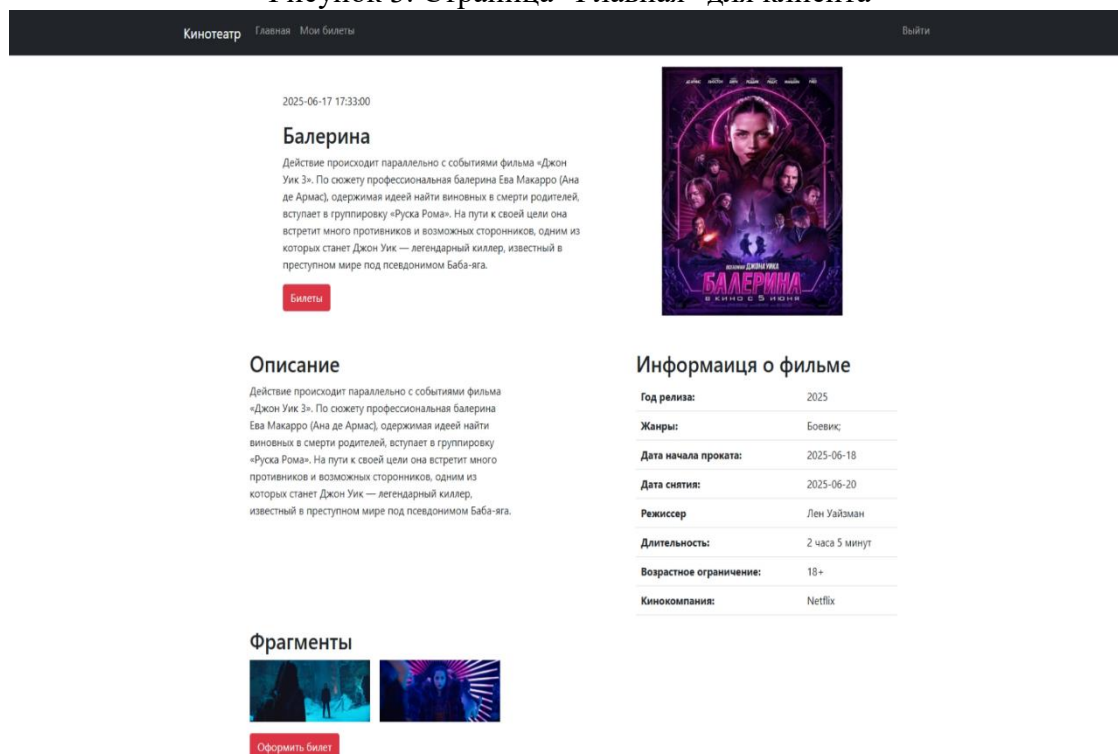 Рисунок 3. Страница "Главная" для клиента
Кинотеатр Главная Мои билеты Выйти
2025-06-17 17:33:00
Балерина
Действие происходит параллельно с событиями фильма «Джон
Уик 3». По сюжету профессиональная балерина Ева Макарро (Ана
де Армас), одержимая идеей найти виновных в смерти родителей,
вступает в группировку «Руска Рома». На пути к своей цели она
встретит много противников и возможных сторонников, одним из
которых станет Джон Уик — легендарный киллер, известный в
преступном мире под псевдонимом Баба-яга.
Билеты
БАЛЕРИНА
В КИНО С 5 ИЮНЯ
Описание
Действие происходит параллельно с событиями фильма
«Джон Уик 3». По сюжету профессиональная балерина
Ева Макарро (Ана де Армас), одержимая идеей найти
виновных в смерти родителей, вступает в группировку
«Руска Рома». На пути к своей цели она встретит много
противников и возможных сторонников, одним из
которых станет Джон Уик — легендарный киллер,
известный в преступном мире под псевдонимом Баба-яга.
Информаиця о фильме
Год релиза: 2025
Жанры: Боевик;
Дата начала проката: 2025-06-18
Дата снятия: 2025-06-20
Режиссер Лен Уайзман
Длительность: 2 часа 5 минут
Возрастное ограничение: 18+
Кинокомпания: Netflix
Фрагменты
Оформить билет